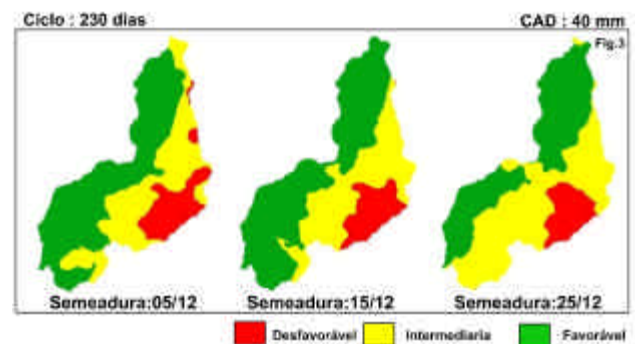 Ciclo : 230 dias CAD : 40 mm
Fig.3
Semeadura:05/12 Semeadura:15/12 Semeadura:25/12
Desfavorável Intermediaria Favorável